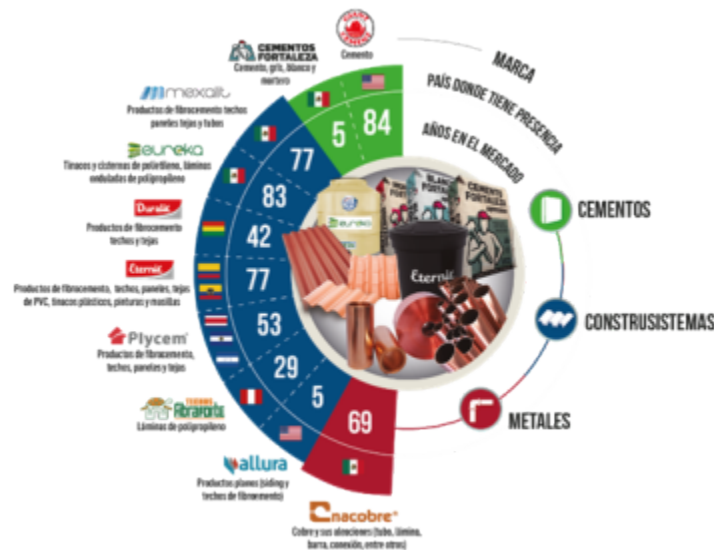 GIANT CEMENT
Cemento
CEMENTOS FORTALEZA
Cemento, gris, blanco y
mortero
mexalit
Productos de fibrocemento techos
paneles tejas y tubos
eureka
Tinacos y cisternas de polietileno, láminas
onduladas de polipropileno
Duralit
Productos de fibrocemento
techos y tejas
Eternit
Productos de fibrocemento, techos, paneles, tejas
de PVC, tinacos plásticos, pinturas y masillas
Plycem
Productos de fibrocemento,
techos, paneles y tejas
Fibraforte
Láminas de polipropileno
allura
Productos planos (siding y
techos de fibrocemento)
nacobre
Cobre y sus aleaciones (tubo, lámina,
barra, conexión, entre otros)
84
5
77
83
42
77
53
29
5
69
MARCA
PAÍS DONDE TIENE PRESENCIA
AÑOS EN EL MERCADO
CEMENTOS
CONSTRUSISTEMAS
METALES
eureka
FORTALEZA
CEMENTO
FORTALEZA
Eternit